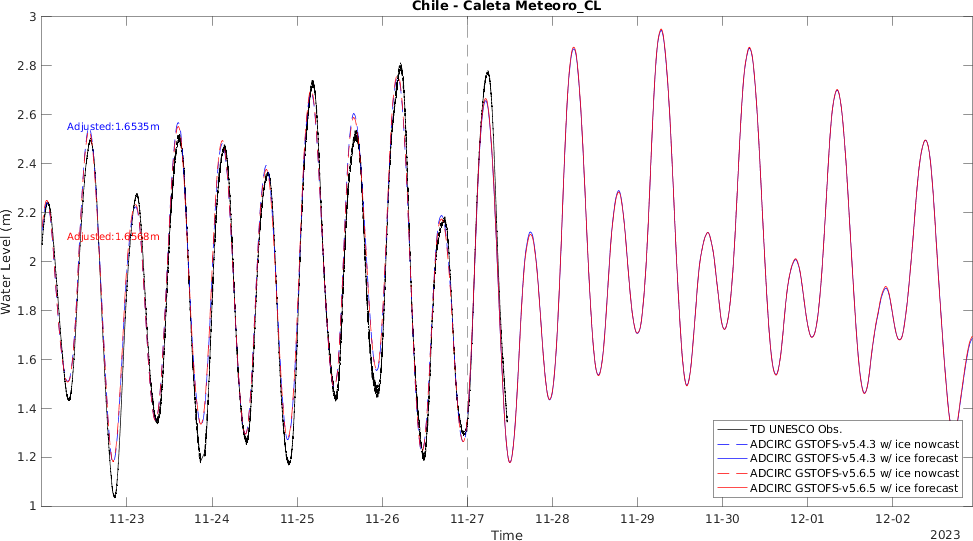 Chile - Caleta Meteoro_CL
3
2.8
2.6
2.4
2.2
2
1.8
1.6
1.4
1.2
1
Water Level (m)
Adjusted:1.6535m
Adjusted:1.6568m
TD UNESCO Obs.
ADCIRC GSTOFS-v5.4.3 w/ ice nowcast
ADCIRC GSTOFS-v5.4.3 w/ ice forecast
ADCIRC GSTOFS-v5.6.5 w/ ice nowcast
ADCIRC GSTOFS-v5.6.5 w/ ice forecast
11-23 11-24 11-25 11-26 11-27 11-28 11-29 11-30 12-01 12-02
Time
2023